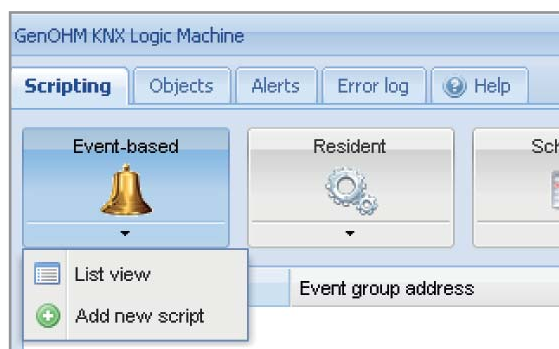 GenOHM KNX Logic Machine
Scripting Objects Alerts Error log Help
Event-based Resident
List view
Event group address
Add new script